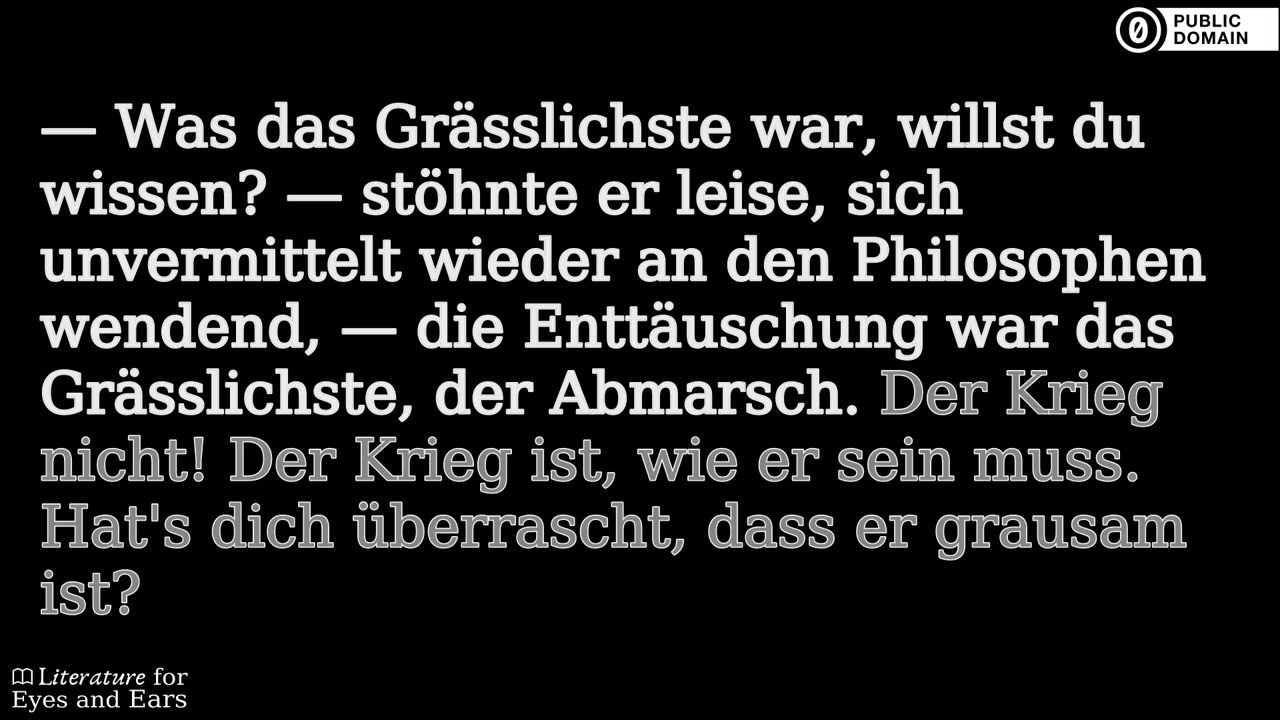 PUBLIC
DOMAIN
— Was das Grässlichste war, willst du
wissen? — stöhnte er leise, sich
unvermittelt wieder an den Philosophen
wendend, — die Enttäuschung war das
Grässlichste, der Abmarsch. Der Krieg
nicht! Der Krieg ist, wie er sein muss.
Hat's dich überrascht, dass er grausam
ist?
Literature for
Eyes and Ears